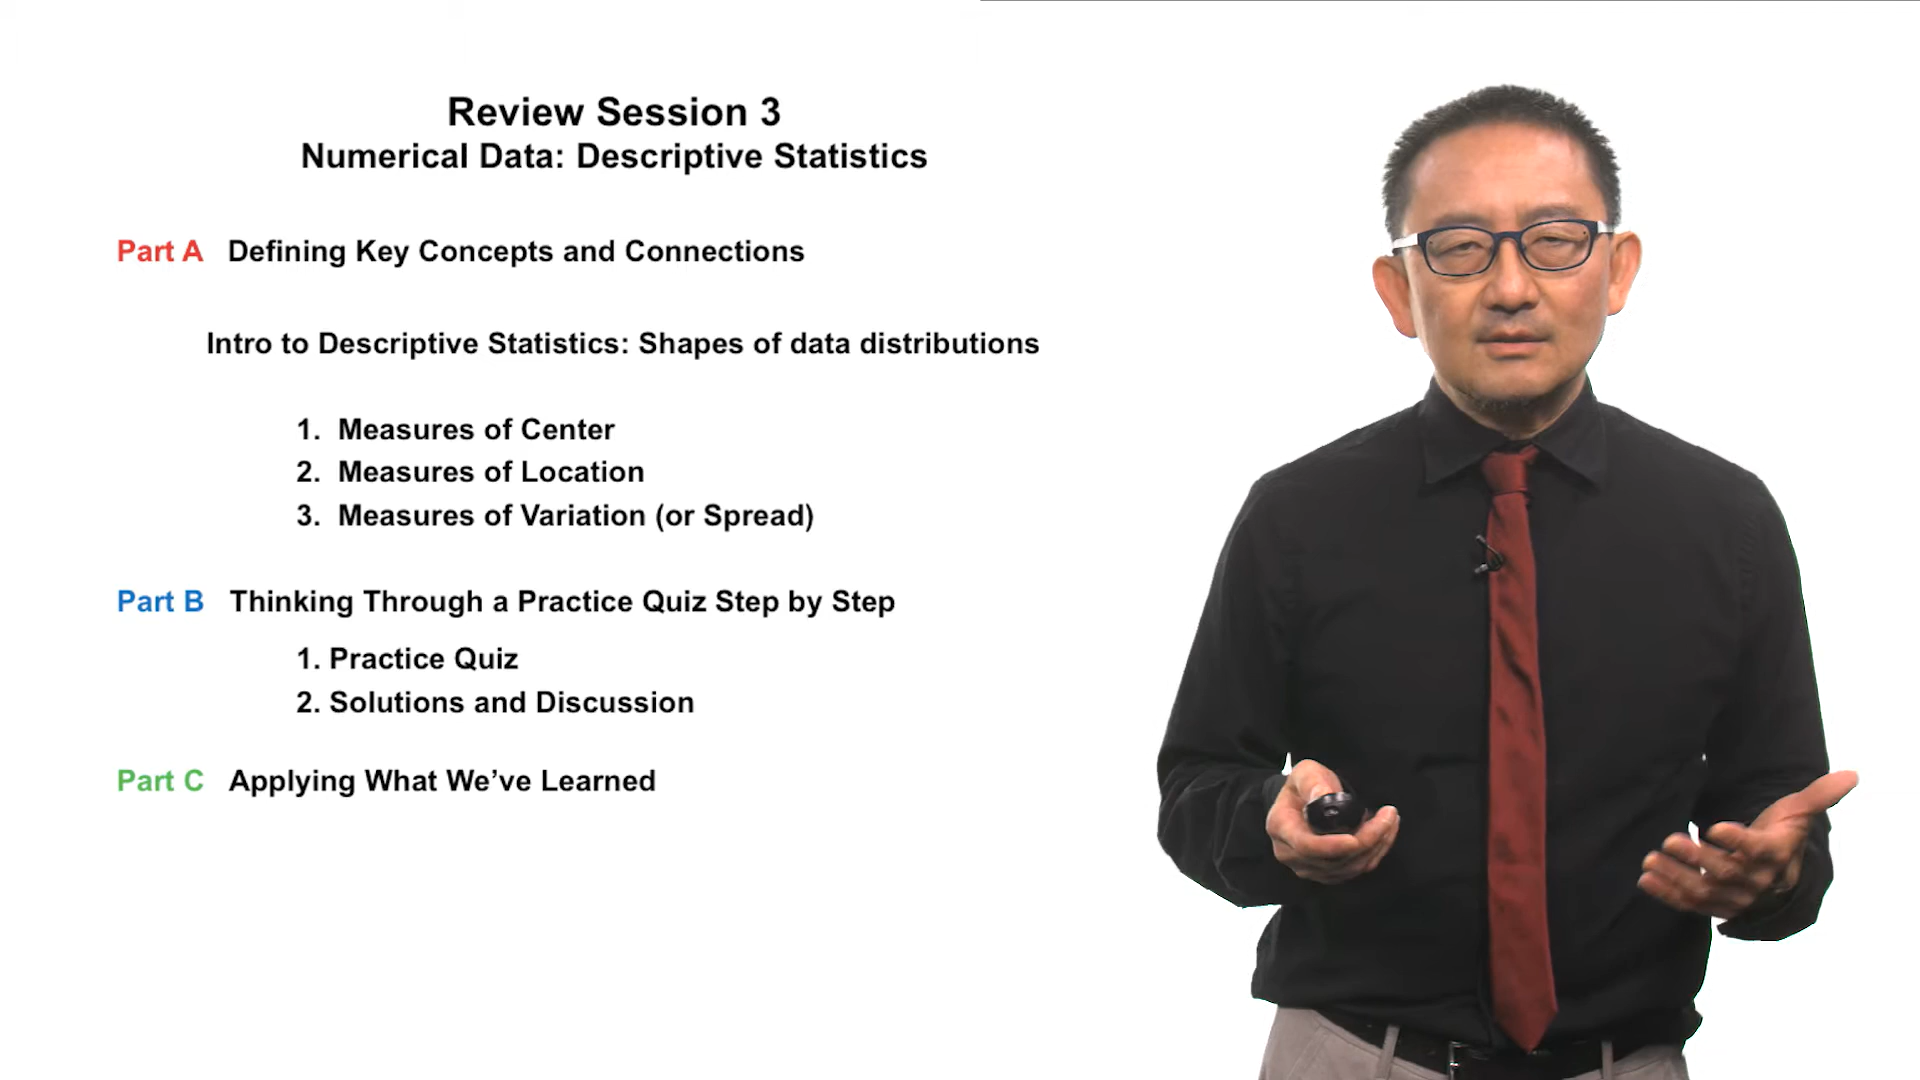 Review Session 3
Numerical Data: Descriptive Statistics
Part A Defining Key Concepts and Connections
Intro to Descriptive Statistics: Shapes of data distributions
1. Measures of Center
2. Measures of Location
3. Measures of Variation (or Spread)
Part B Thinking Through a Practice Quiz Step by Step
1. Practice Quiz
2. Solutions and Discussion
Part C Applying What We’ve Learned